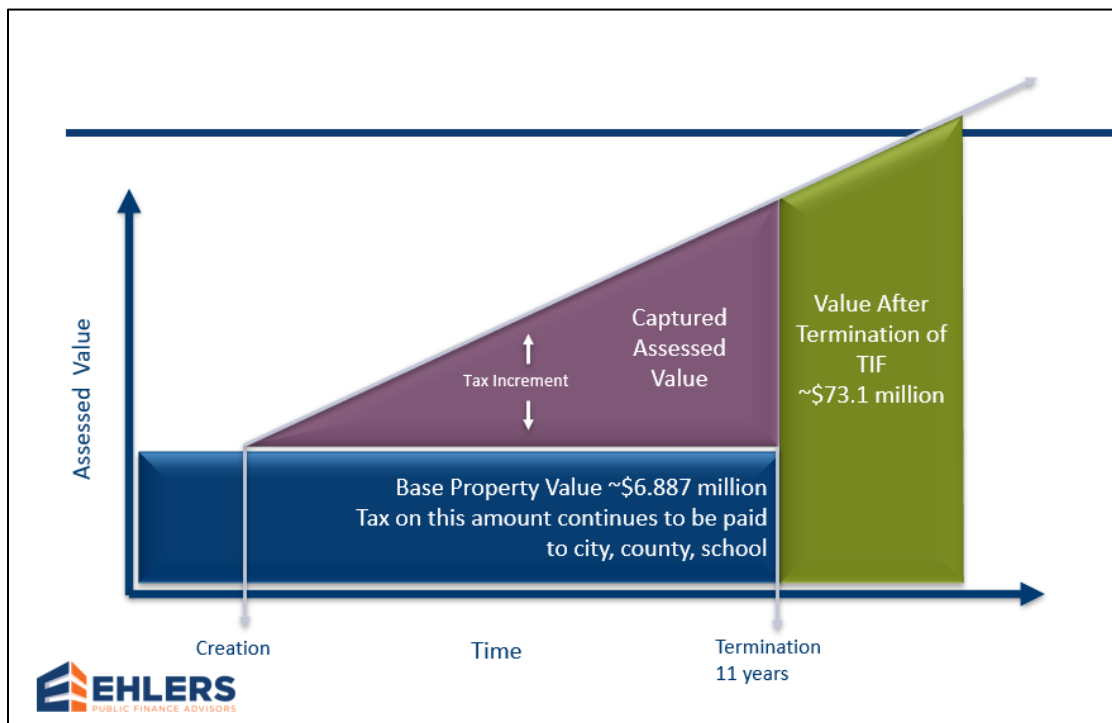 Assessed Value
Captured
Assessed
Value
Tax Increment
Value After
Termination of
TIF
~$73.1 million
Base Property Value ~$6.887 million
Tax on this amount continues to be paid
to city, county, school
Creation
Time
Termination
11 years
EHLERS
PUBLIC FINANCE ADVISORS